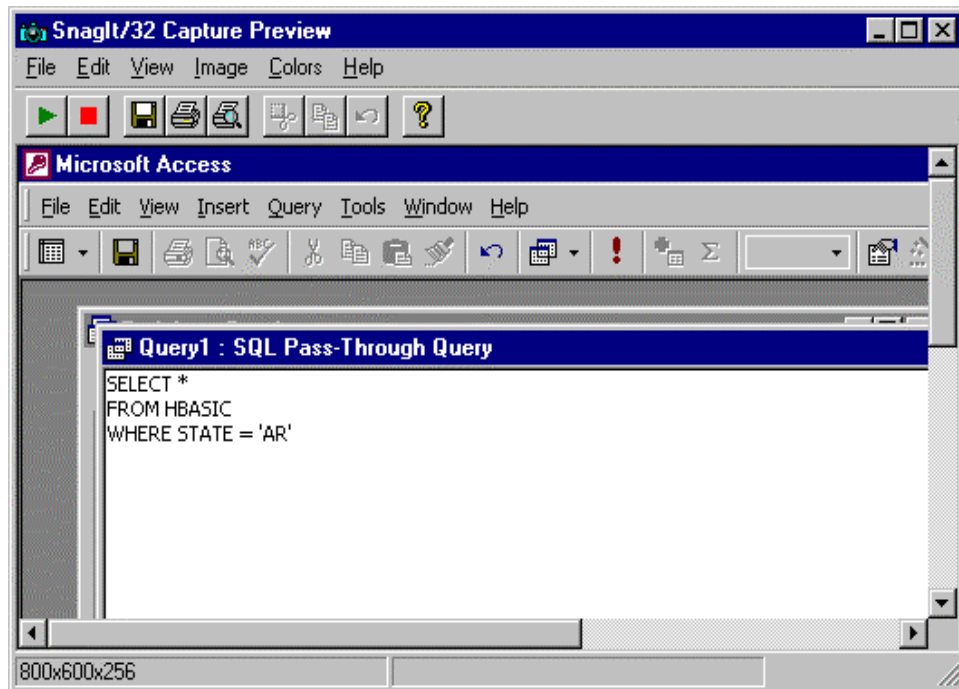 SnagIt/32 Capture Preview
File Edit View Image Colors Help
Microsoft Access
File Edit View Insert Query Tools Window Help
ABC
Query1 : SQL Pass-Through Query
SELECT *
FROM HBASIC
WHERE STATE = 'AR'
800x600x256